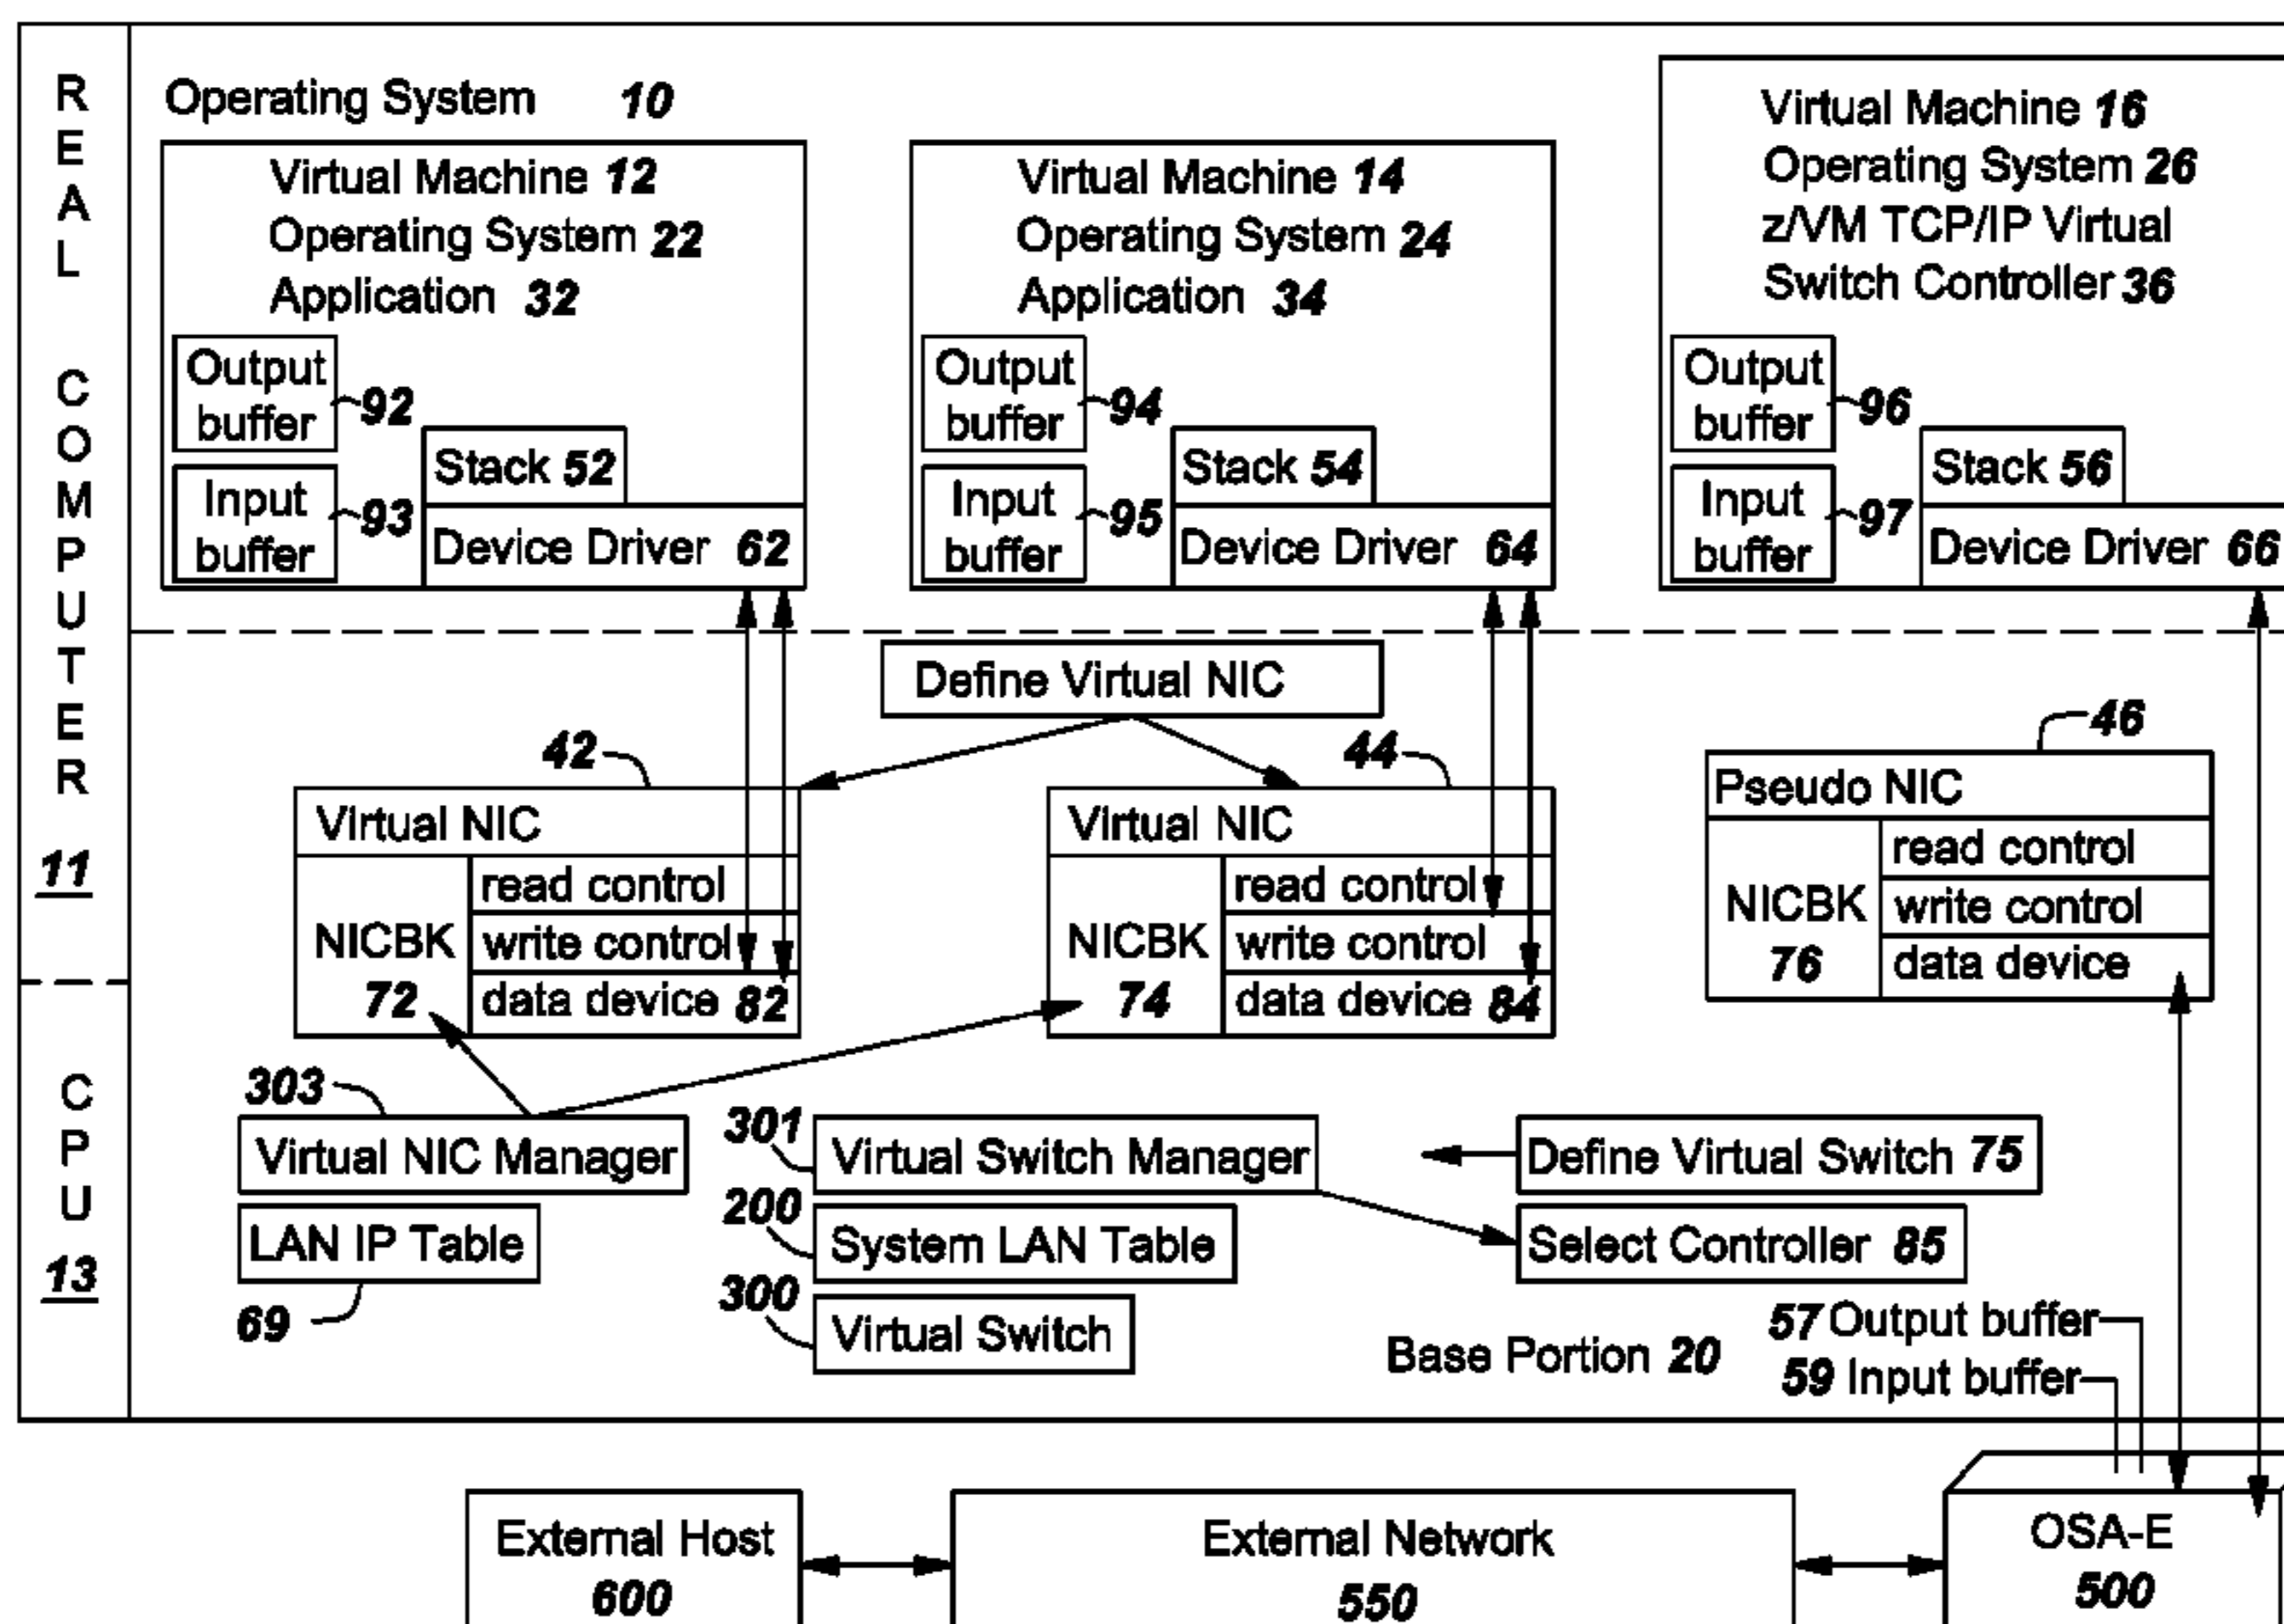 REAL COMPUTER
11
CPU
13
Operating System 10
Virtual Machine 12
Operating System 22
Application 32
Output
buffer
92
Input
buffer
93
Stack 52
Device Driver 62
Virtual Machine 14
Operating System 24
Application 34
Output
buffer
94
Input
buffer
95
Stack 54
Device Driver 64
Virtual Machine 16
Operating System 26
z/VM TCP/IP Virtual
Switch Controller 36
Output
buffer
96
Input
buffer
97
Stack 56
Device Driver 66
Define Virtual NIC
42
Virtual NIC
NICBK
72
read control
write control
data device 82
44
Virtual NIC
NICBK
74
read control
write control
data device 84
46
Pseudo NIC
NICBK
76
read control
write control
data device
303
Virtual NIC Manager
LAN IP Table
69
301
Virtual Switch Manager
200
System LAN Table
300
Virtual Switch
Define Virtual Switch 75
Select Controller 85
Base Portion 20
57 Output buffer
59 Input buffer
External Host
600
External Network
550
OSA-E
500